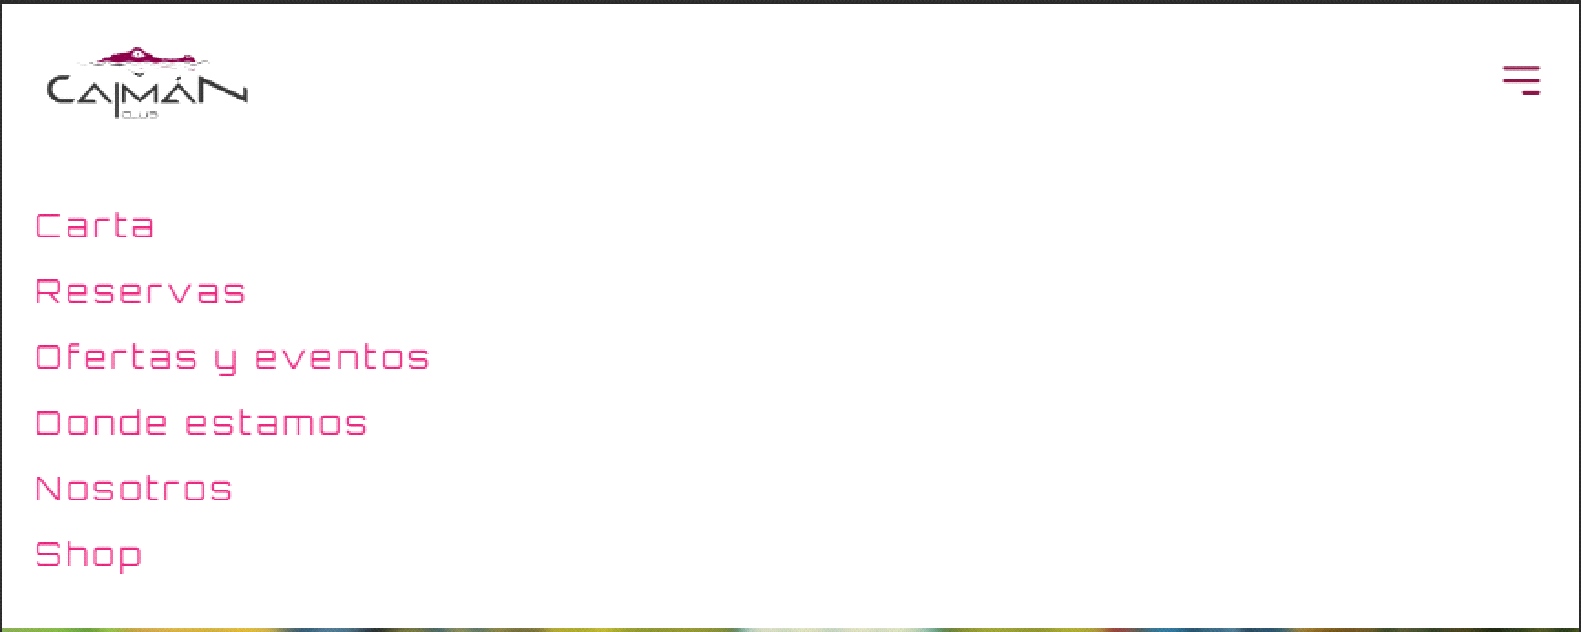 CAIMÁN
CLUB
Carta
Reservas
Ofertas y eventos
Donde estamos
Nosotros
Shop